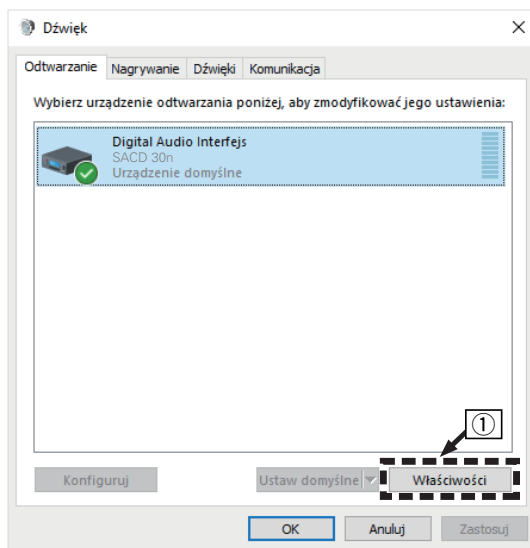 Dźwięk
Odtwarzanie Nagrywanie Dźwięki Komunikacja
Wybierz urządzenie odtwarzania poniżej, aby zmodyfikować jego ustawienia:
Digital Audio Interfejs
SACD 30n
Urządzenie domyślne
①
Konfiguruj Ustaw domyślne Właściwości
OK Anuluj Zastosuj